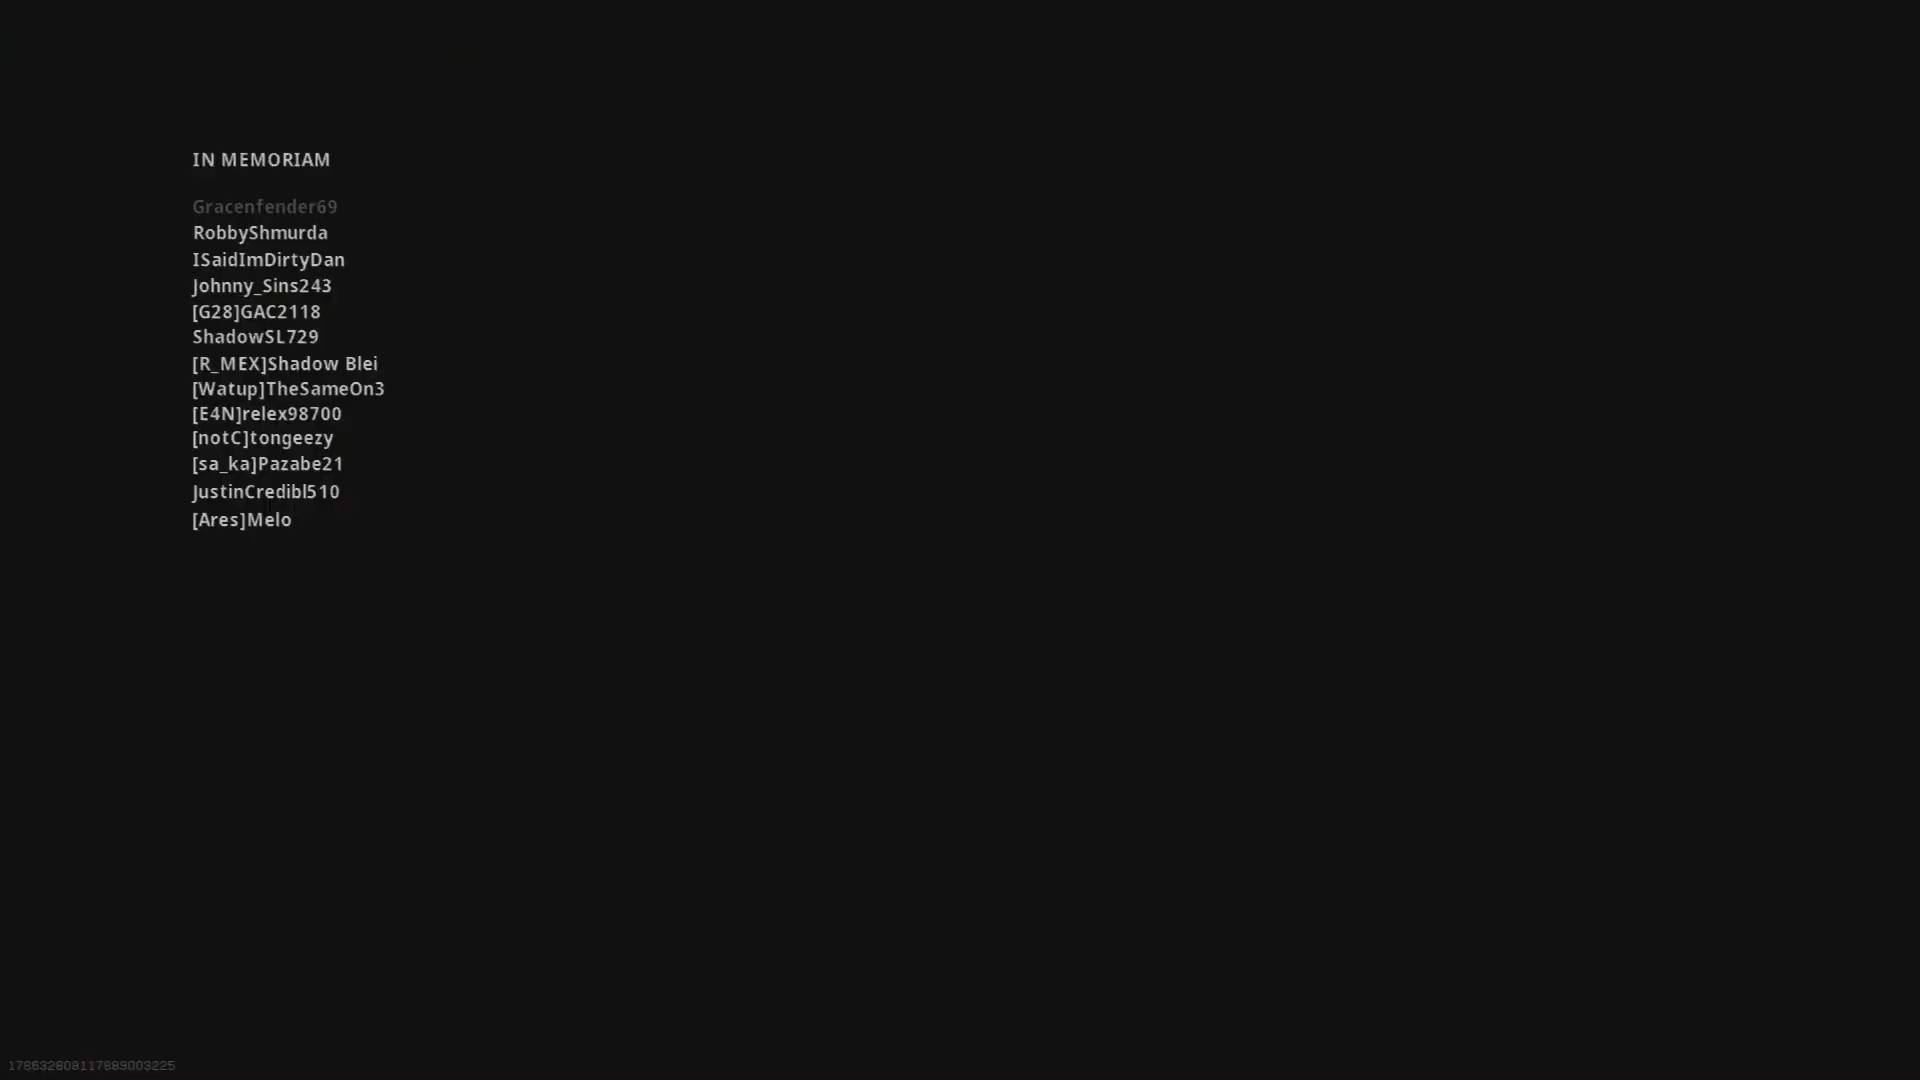 IN MEMORIAM
Gracenfender69
RobbyShmurda
ISaidImDirtyDan
Johnny_Sins243
[G28]GAC2118
ShadowSL729
[R_MEX]Shadow Blei
[Watup]TheSameOn3
[E4N]relex98700
[notC]tongeezy
[sa_ka]Pazabe21
JustinCredibl510
[Ares]Melo